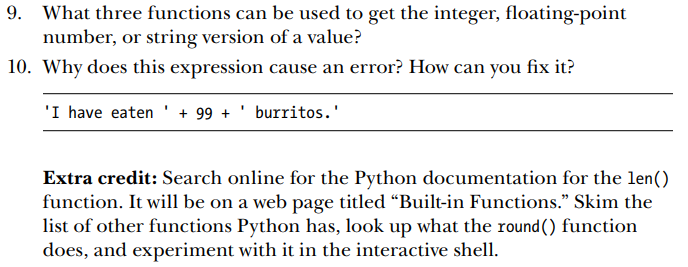 9. What three functions can be used to get the integer, floating-point
number, or string version of a value?
10. Why does this expression cause an error? How can you fix it?
'I have eaten ' + 99 + ' burritos.'
Extra credit: Search online for the Python documentation for the len()
function. It will be on a web page titled “Built-in Functions.” Skim the
list of other functions Python has, look up what the round() function
does, and experiment with it in the interactive shell.